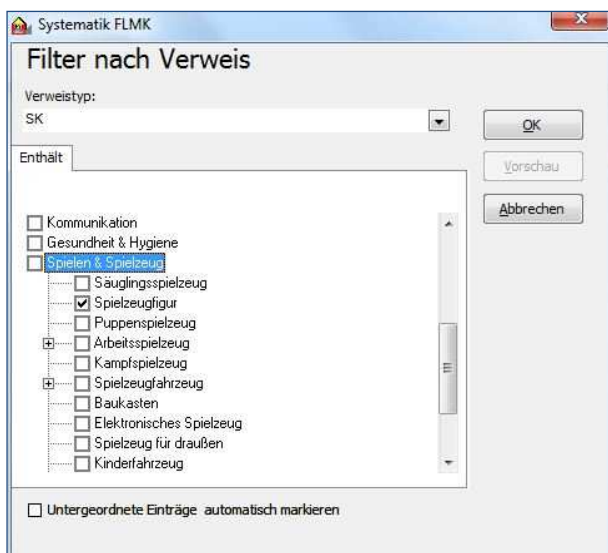 Systematik FLMK
Filter nach Verweis
Verweistyp:
SK
OK
Enthält
Vorschau
Abbrechen
Kommunikation
Gesundheit & Hygiene
Spielen & Spielzeug
Säuglingsspielzeug
Spielzeugfigur
Puppenspielzeug
Arbeitsspielzeug
Kampfspielzeug
Spielzeugfahrzeug
Baukasten
Elektronisches Spielzeug
Spielzeug für draußen
Kinderfahrzeug
Untergeordnete Einträge automatisch markieren